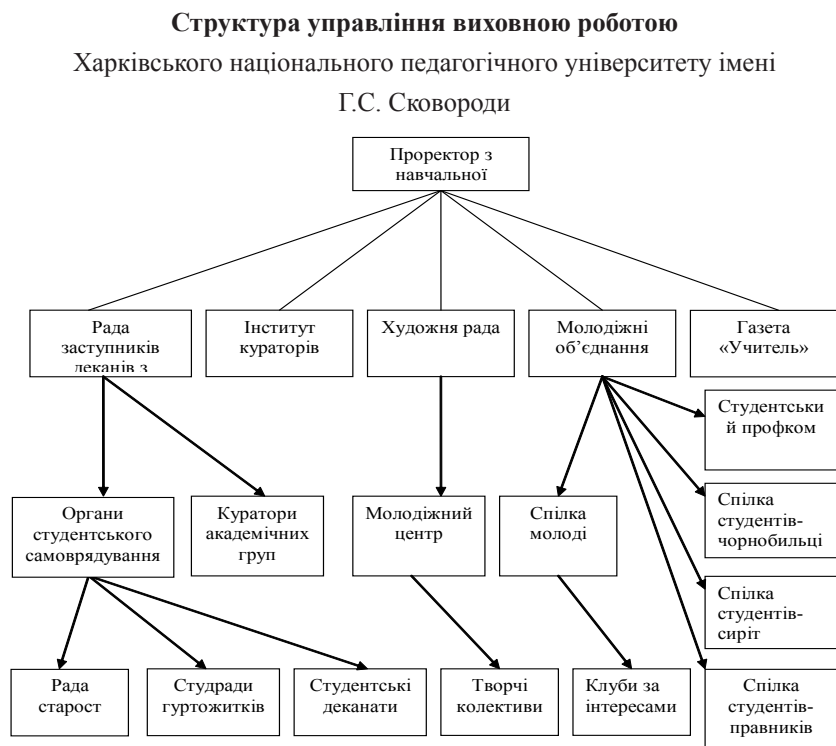 Структура управління виховною роботою
Харківського національного педагогічного університету імені
Г.С. Сковороди
Проректор з
навчальної
Рада
заступників
деканів з
Інститут
кураторів
Художня рада
Молодіжні
об’єднання
Газета
«Учитель»
Студентськи
й профком
Органи
студентського
самоврядування
Куратори
академічних
груп
Молодіжний
центр
Спілка
молоді
Спілка
студентів-
чорнобильці
Спілка
студентів-
сиріт
Рада
старост
Студради
гуртожитків
Студентські
деканати
Творчі
колективи
Клуби за
інтересами
Спілка
студентів-
правників